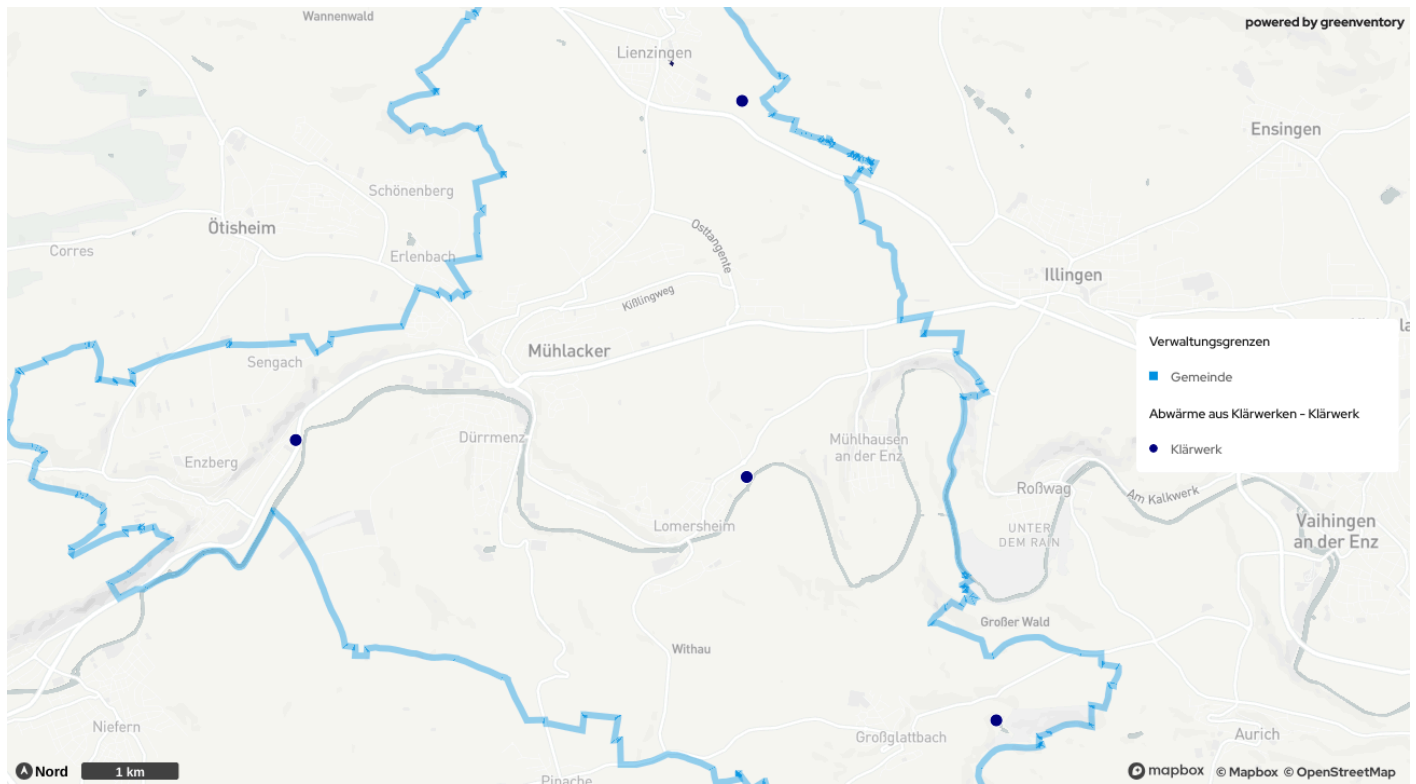 Wannenwald
powered by greenventory
Lienzingen
Ensingen
Schönenberg
Ötisheim
Osttangente
Corres
Erlenbach
Illingen
Kißlingweg
Verwaltungsgrenzen
Mühlacker
Sengach
Gemeinde
Abwärme aus Klärwerken - Klärwerk
Dürrmenz
Mühlhausen
an der Enz
Klärwerk
Enzberg
Roßwag
Am Kalkwerk
Lomersheim
UNTER
DEM RAIN
Vaihingen
an der Enz
Großer Wald
Withau
Niefern
Großglattbach
Aurich
Nord
1 km
Pinache
mapbox
© Mapbox © OpenStreetMap